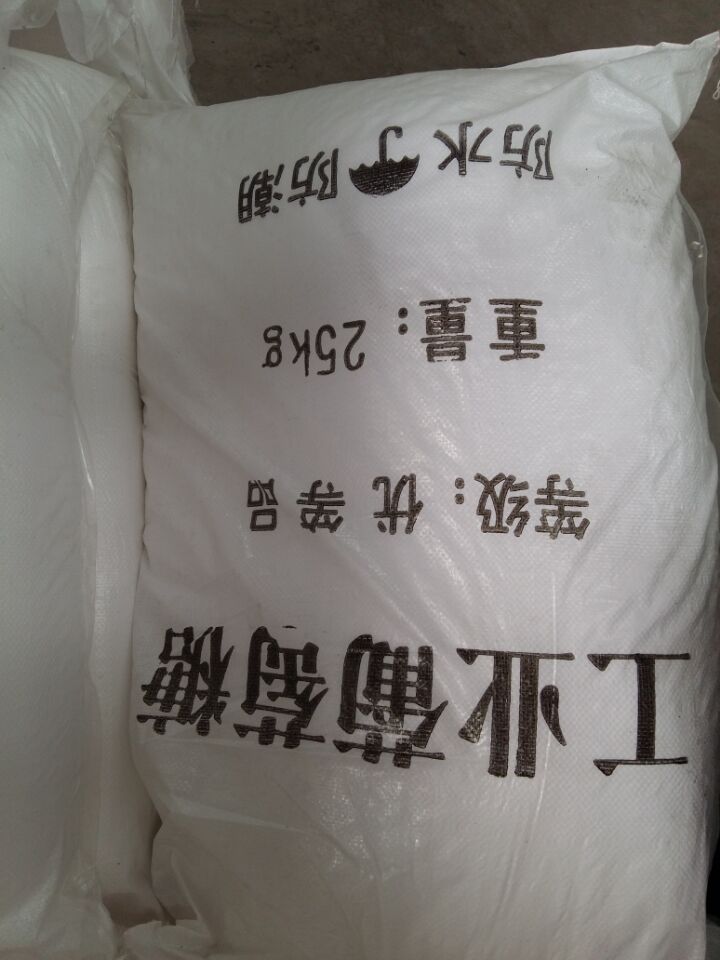 工业葡萄糖
等级：优等品
重量：25kg
防水 防潮